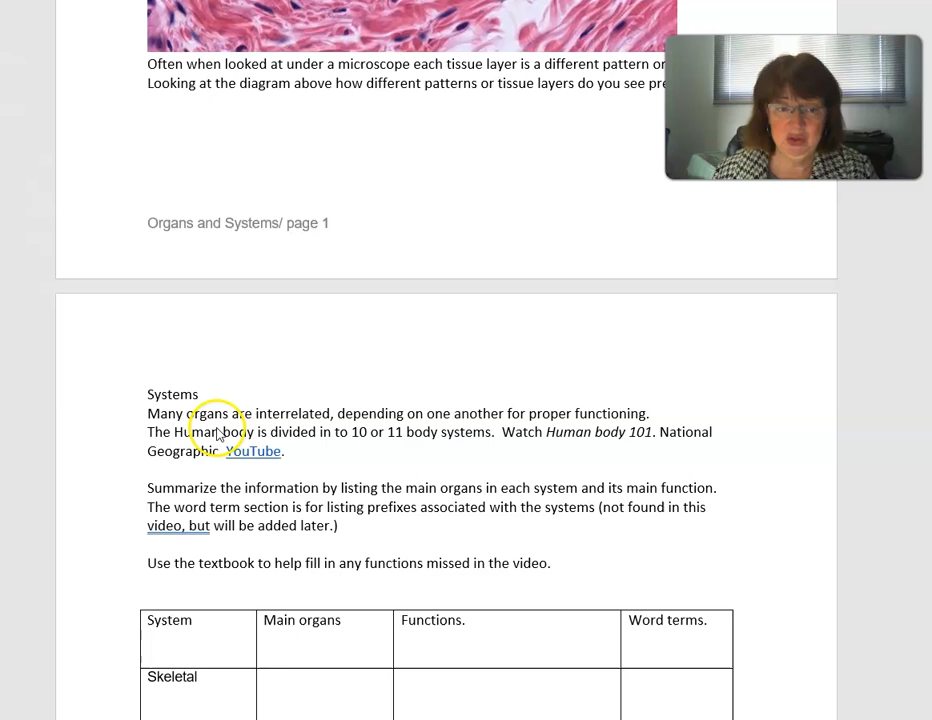 Often when looked at under a microscope each tissue layer is a different pattern or
Looking at the diagram above how different patterns or tissue layers do you see pre
Organs and Systems/ page 1
Systems
Many organs are interrelated, depending on one another for proper functioning.
The Human body is divided in to 10 or 11 body systems.  Watch Human body 101. National
Geographic. YouTube.
Summarize the information by listing the main organs in each system and its main function.
The word term section is for listing prefixes associated with the systems (not found in this
video, but will be added later.)
Use the textbook to help fill in any functions missed in the video.
System Main organs Functions. Word terms.
Skeletal